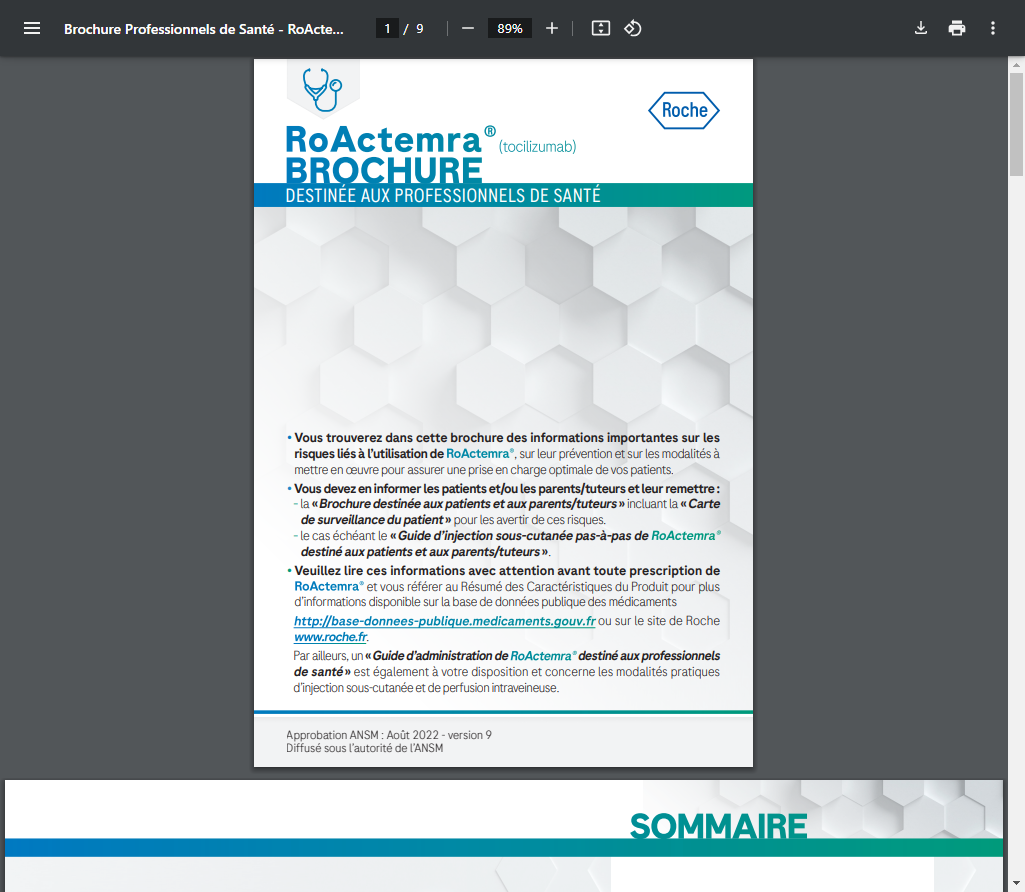 Brochure Professionnels de Santé - RoActe...
1 / 9
89%
Roche
RoActemra® (tocilizumab)
BROCHURE
DESTINÉE AUX PROFESSIONNELS DE SANTÉ
• Vous trouverez dans cette brochure des informations importantes sur les
risques liés à l'utilisation de RoActemra®, sur leur prévention et sur les modalités à
mettre en œuvre pour assurer une prise en charge optimale de vos patients.
• Vous devez en informer les patients et/ou les parents/tuteurs et leur remettre :
- la « Brochure destinée aux patients et aux parents/tuteurs » incluant la « Carte
de surveillance du patient » pour les avertir de ces risques.
- le cas échéant le « Guide d'injection sous-cutanée pas-à-pas de RoActemra®
destiné aux patients et aux parents/tuteurs ».
• Veuillez lire ces informations avec attention avant toute prescription de
RoActemra® et vous référer au Résumé des Caractéristiques du Produit pour plus
d'informations disponible sur la base de données publique des médicaments
http://base-donnees-publique.medicaments.gouv.fr ou sur le site de Roche
www.roche.fr.
Par ailleurs, un « Guide d'administration de RoActemra® destiné aux professionnels
de santé » est également à votre disposition et concerne les modalités pratiques
d'injection sous-cutanée et de perfusion intraveineuse.
Approbation ANSM : Août 2022 - version 9
Diffusé sous l'autorité de l'ANSM
SOMMAIRE